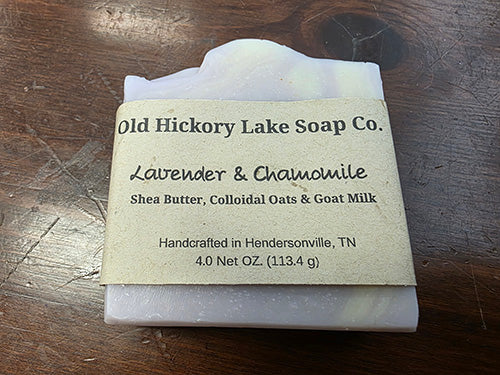 Old Hickory Lake Soap Co.
Lavender & Chamomile
Shea Butter, Colloidal Oats & Goat Milk
Handcrafted in Hendersonville, TN
4.0 Net OZ. (113.4 g)